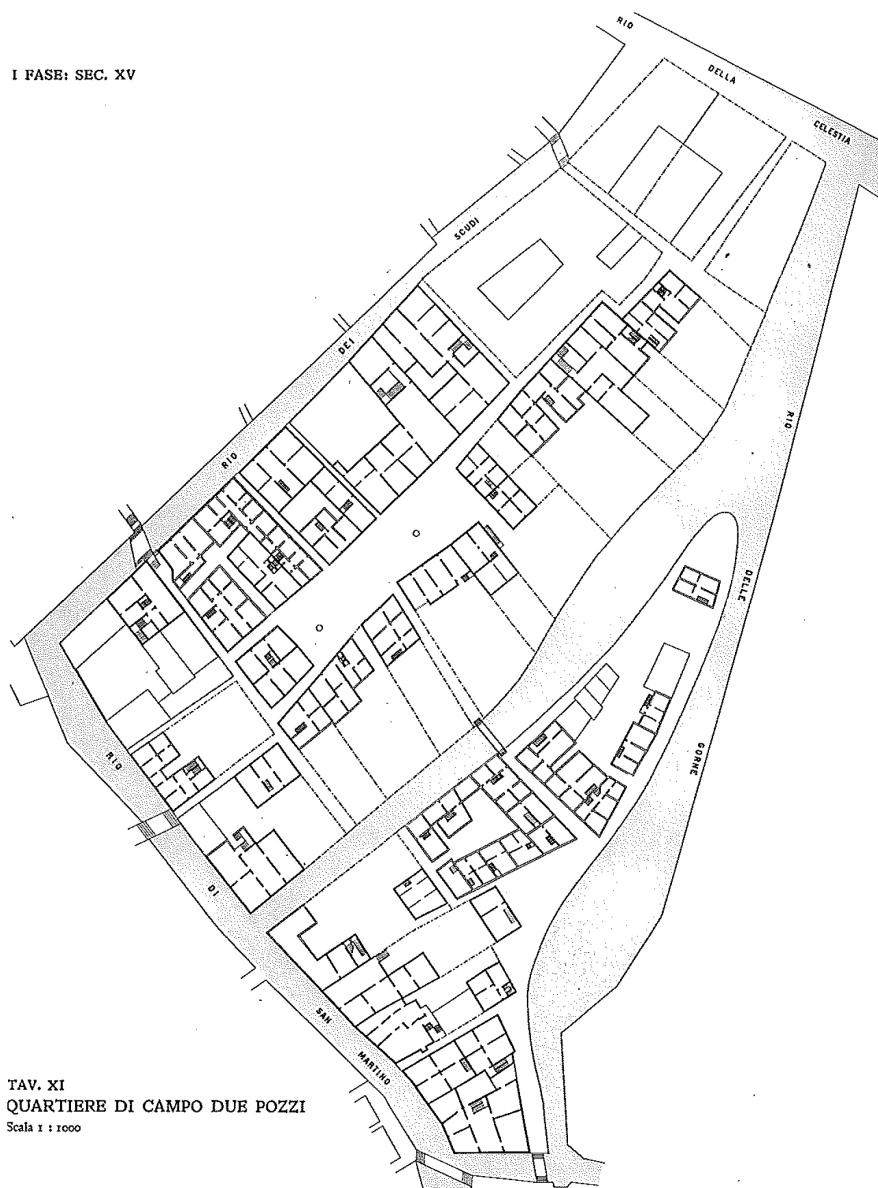 I FASE: SEC. XV
RIO
DELLA
CELESTIA
SCUDI
DEI
RIO
RIO
DELLE
GORNE
RIO
DI
SAN
MARTINO
TAV. XI
QUARTIERE DI CAMPO DUE POZZI
Scala 1 : 1000